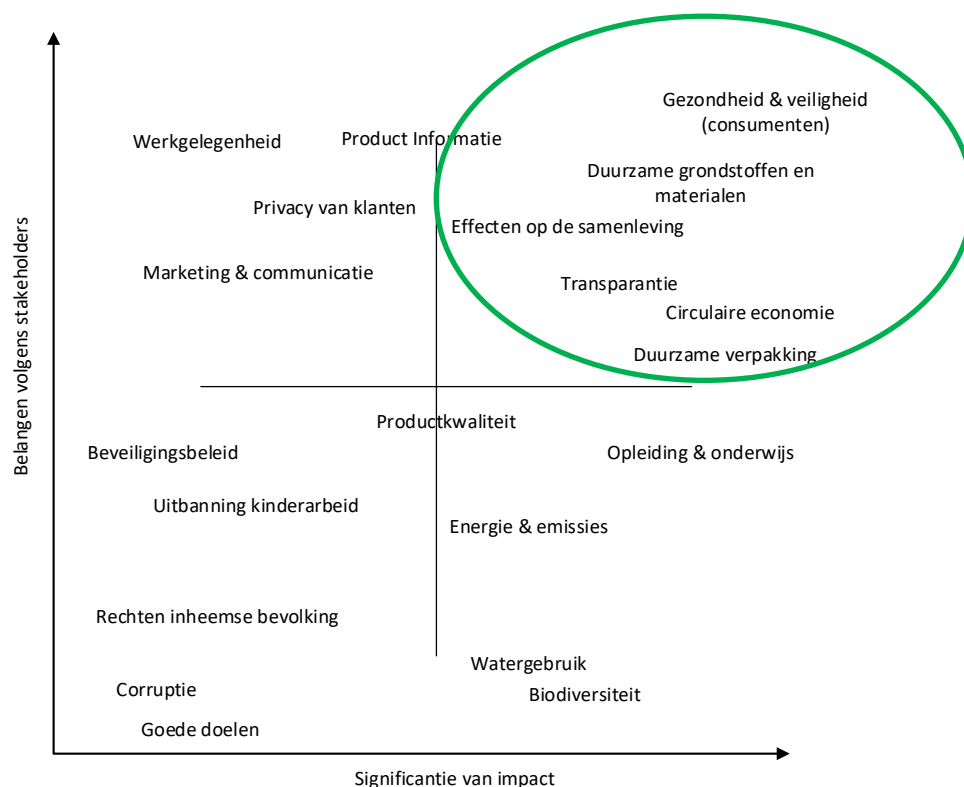 Gezondheid & veiligheid
(consumenten)
Werkgelegenheid
Product Informatie
Duurzame grondstoffen en
materialen
Privacy van klanten
Effecten op de samenleving
Marketing & communicatie
Transparantie
Circulaire economie
Duurzame verpakking
Belangen volgens stakeholders
Productkwaliteit
Beveiligingsbeleid
Opleiding & onderwijs
Uitbanning kinderarbeid
Energie & emissies
Rechten inheemse bevolking
Watergebruik
Corruptie
Biodiversiteit
Goede doelen
Significantie van impact